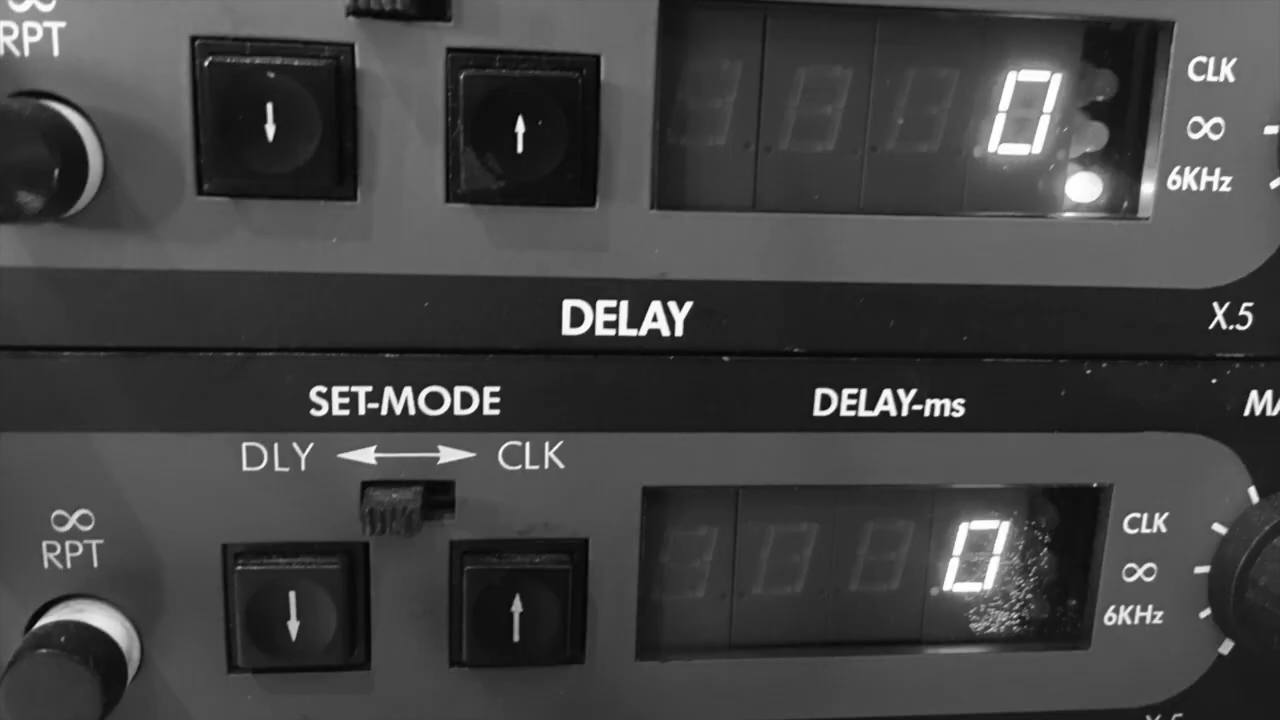 ∞
RPT
↓ ↑
0
CLK
∞
6KHz
DELAY
X.5
SET-MODE
DELAY-ms
DLY ↔ CLK
∞
RPT
↓ ↑
0
CLK
∞
6KHz